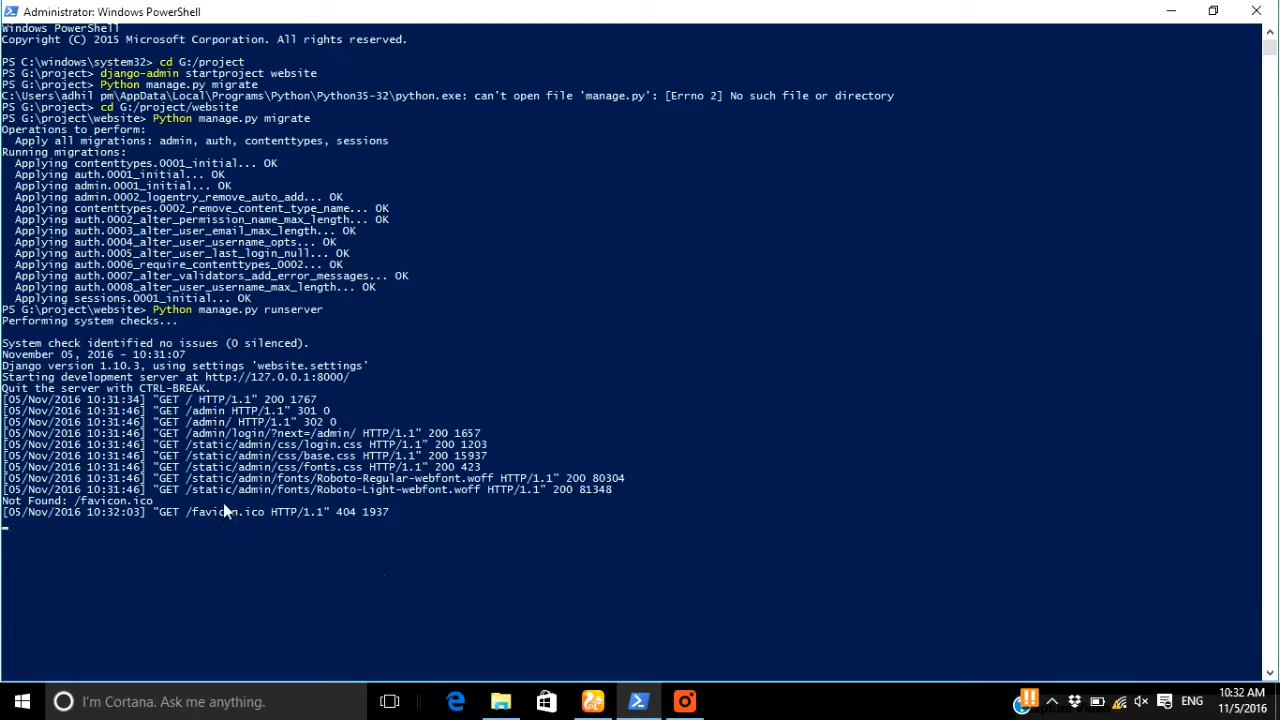 Administrator: Windows PowerShell
Windows PowerShell
Copyright (C) 2015 Microsoft Corporation. All rights reserved.
PS C:\windows\system32> cd G:/project
PS G:\project> django-admin startproject website
PS G:\project> Python manage.py migrate
C:\Users\adhil pm\AppData\Local\Programs\Python\Python35-32\python.exe: can't open file 'manage.py': [Errno 2] No such file or directory
PS G:\project> cd G:/project/website
PS G:\project\website> Python manage.py migrate
Operations to perform:
  Apply all migrations: admin, auth, contenttypes, sessions
Running migrations:
  Applying contenttypes.0001_initial... OK
  Applying auth.0001_initial... OK
  Applying admin.0001_initial... OK
  Applying admin.0002_logentry_remove_auto_add... OK
  Applying contenttypes.0002_remove_content_type_name... OK
  Applying auth.0002_alter_permission_name_max_length... OK
  Applying auth.0003_alter_user_email_max_length... OK
  Applying auth.0004_alter_user_username_opts... OK
  Applying auth.0005_alter_user_last_login_null... OK
  Applying auth.0006_require_contenttypes_0002... OK
  Applying auth.0007_alter_validators_add_error_messages... OK
  Applying auth.0008_alter_user_username_max_length... OK
  Applying sessions.0001_initial... OK
PS G:\project\website> Python manage.py runserver
Performing system checks...
System check identified no issues (0 silenced).
November 05, 2016 - 10:31:07
Django version 1.10.3, using settings 'website.settings'
Starting development server at http://127.0.0.1:8000/
Quit the server with CTRL-BREAK.
[05/Nov/2016 10:31:34] "GET / HTTP/1.1" 200 1767
[05/Nov/2016 10:31:46] "GET /admin HTTP/1.1" 301 0
[05/Nov/2016 10:31:46] "GET /admin/ HTTP/1.1" 302 0
[05/Nov/2016 10:31:46] "GET /admin/login/?next=/admin/ HTTP/1.1" 200 1657
[05/Nov/2016 10:31:46] "GET /static/admin/css/login.css HTTP/1.1" 200 1203
[05/Nov/2016 10:31:46] "GET /static/admin/css/base.css HTTP/1.1" 200 15937
[05/Nov/2016 10:31:46] "GET /static/admin/css/fonts.css HTTP/1.1" 200 423
[05/Nov/2016 10:31:46] "GET /static/admin/fonts/Roboto-Regular-webfont.woff HTTP/1.1" 200 80304
[05/Nov/2016 10:31:46] "GET /static/admin/fonts/Roboto-Light-webfont.woff HTTP/1.1" 200 81348
Not Found: /favicon.ico
[05/Nov/2016 10:32:03] "GET /favicon.ico HTTP/1.1" 404 1937
I'm Cortana. Ask me anything.
ENG
10:32 AM
11/5/2016